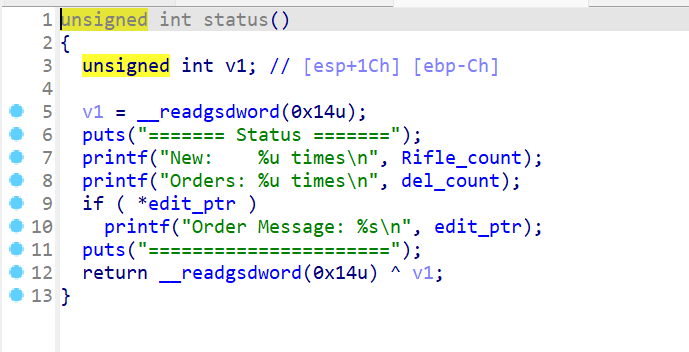 1 unsigned int status()
2 {
3   unsigned int v1; // [esp+1Ch] [ebp-Ch]
4
5   v1 = __readgsdword(0x14u);
6   puts("======= Status =======");
7   printf("New:    %u times\n", Rifle_count);
8   printf("Orders: %u times\n", del_count);
9   if ( *edit_ptr )
10     printf("Order Message: %s\n", edit_ptr);
11   puts("======================");
12   return __readgsdword(0x14u) ^ v1;
13 }